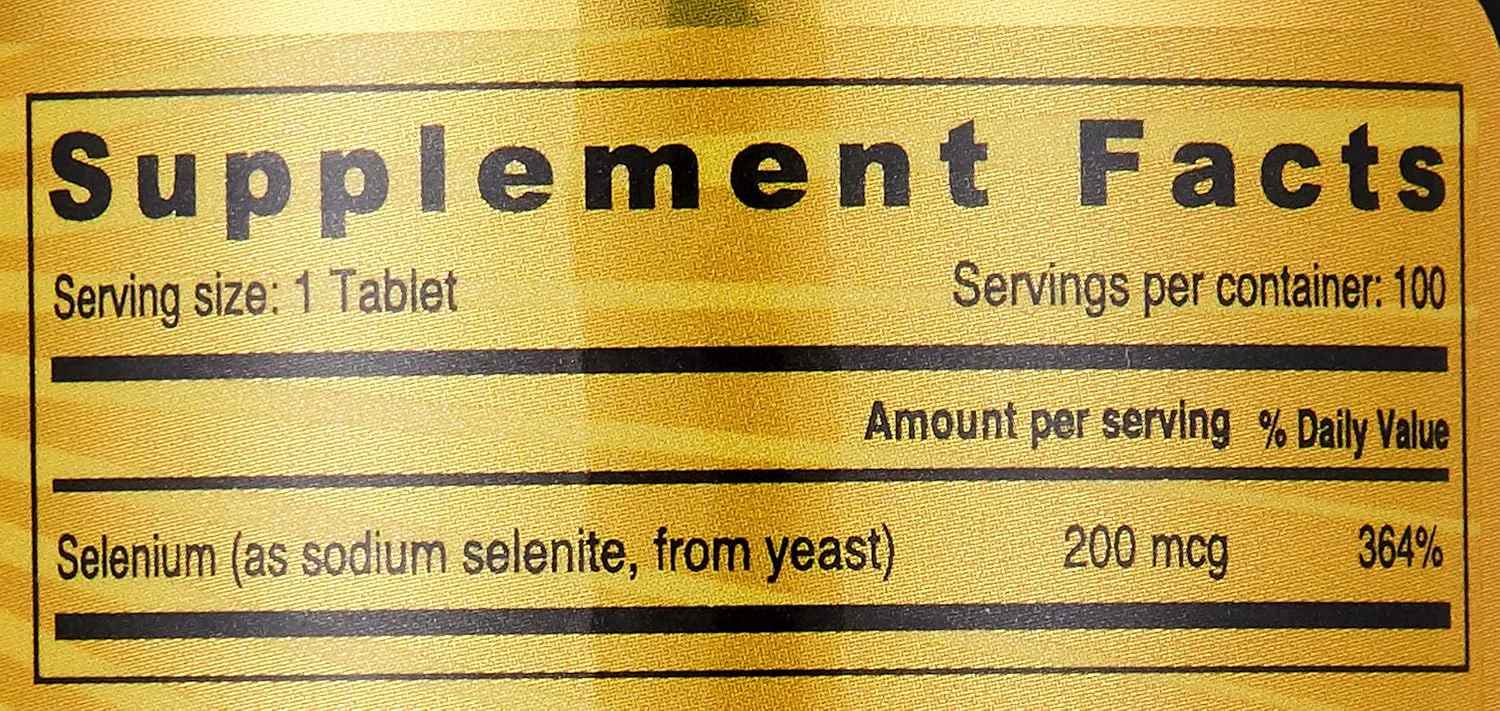 Supplement Facts
Serving size: 1 Tablet Servings per container: 100
Amount per serving % Daily Value
Selenium (as sodium selenite, from yeast) 200 mcg 364%